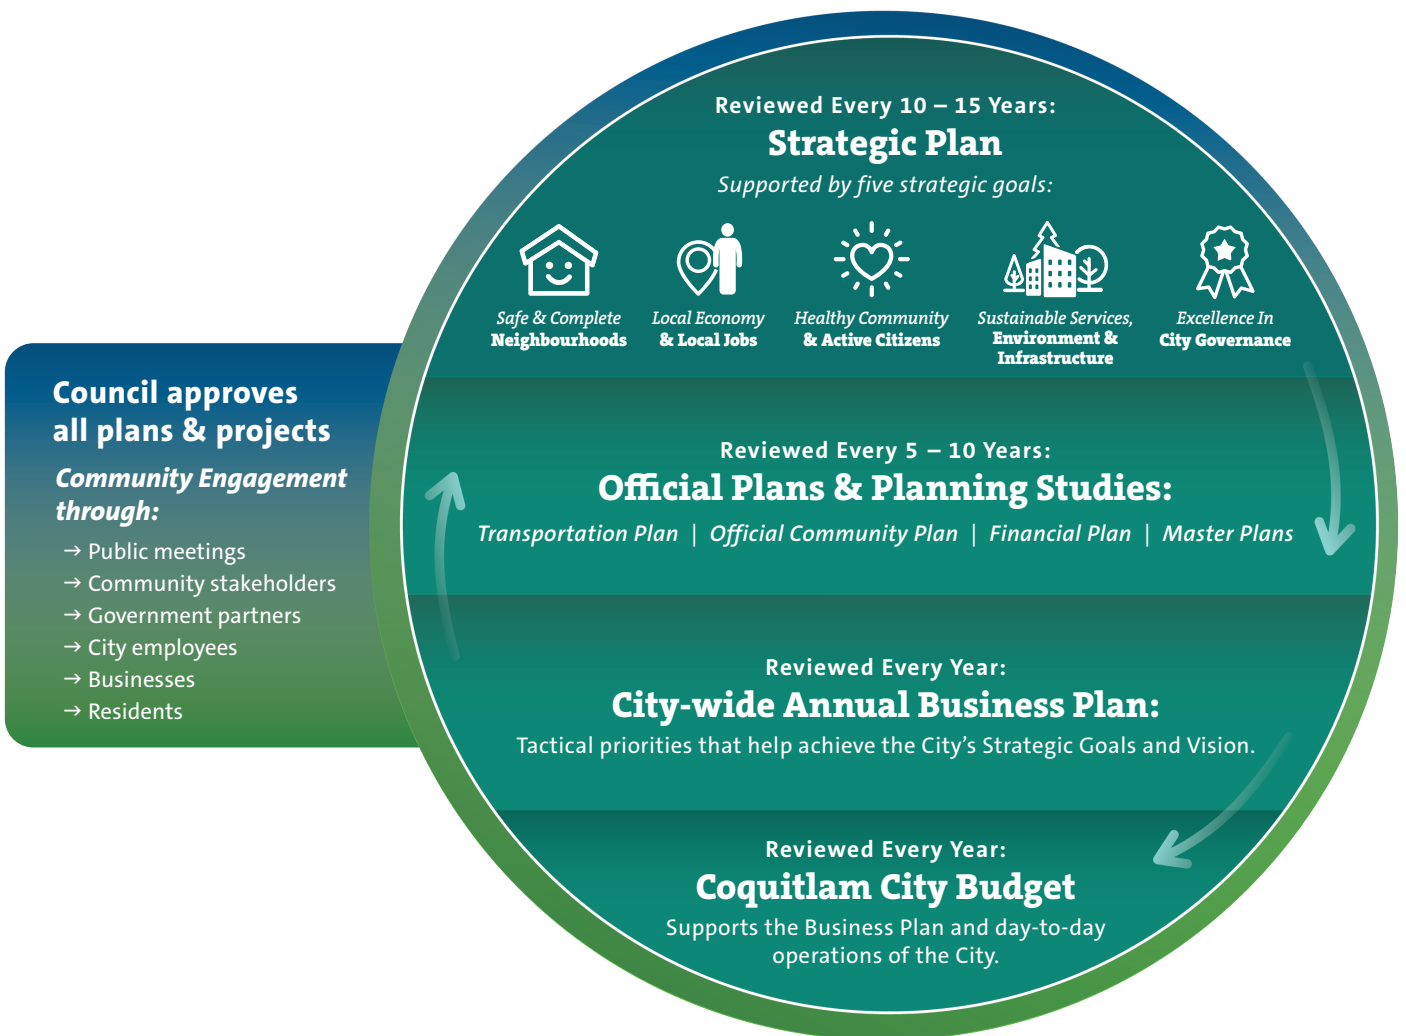 Reviewed Every 10 – 15 Years:
Strategic Plan
Supported by five strategic goals:
Safe & Complete
Neighbourhoods
Local Economy
& Local Jobs
Healthy Community
& Active Citizens
Sustainable Services,
Environment &
Infrastructure
Excellence In
City Governance
Council approves
all plans & projects
Community Engagement
through:
→ Public meetings
→ Community stakeholders
→ Government partners
→ City employees
→ Businesses
→ Residents
Reviewed Every 5 – 10 Years:
Official Plans & Planning Studies:
Transportation Plan | Official Community Plan | Financial Plan | Master Plans
Reviewed Every Year:
City-wide Annual Business Plan:
Tactical priorities that help achieve the City’s Strategic Goals and Vision.
Reviewed Every Year:
Coquitlam City Budget
Supports the Business Plan and day-to-day
operations of the City.